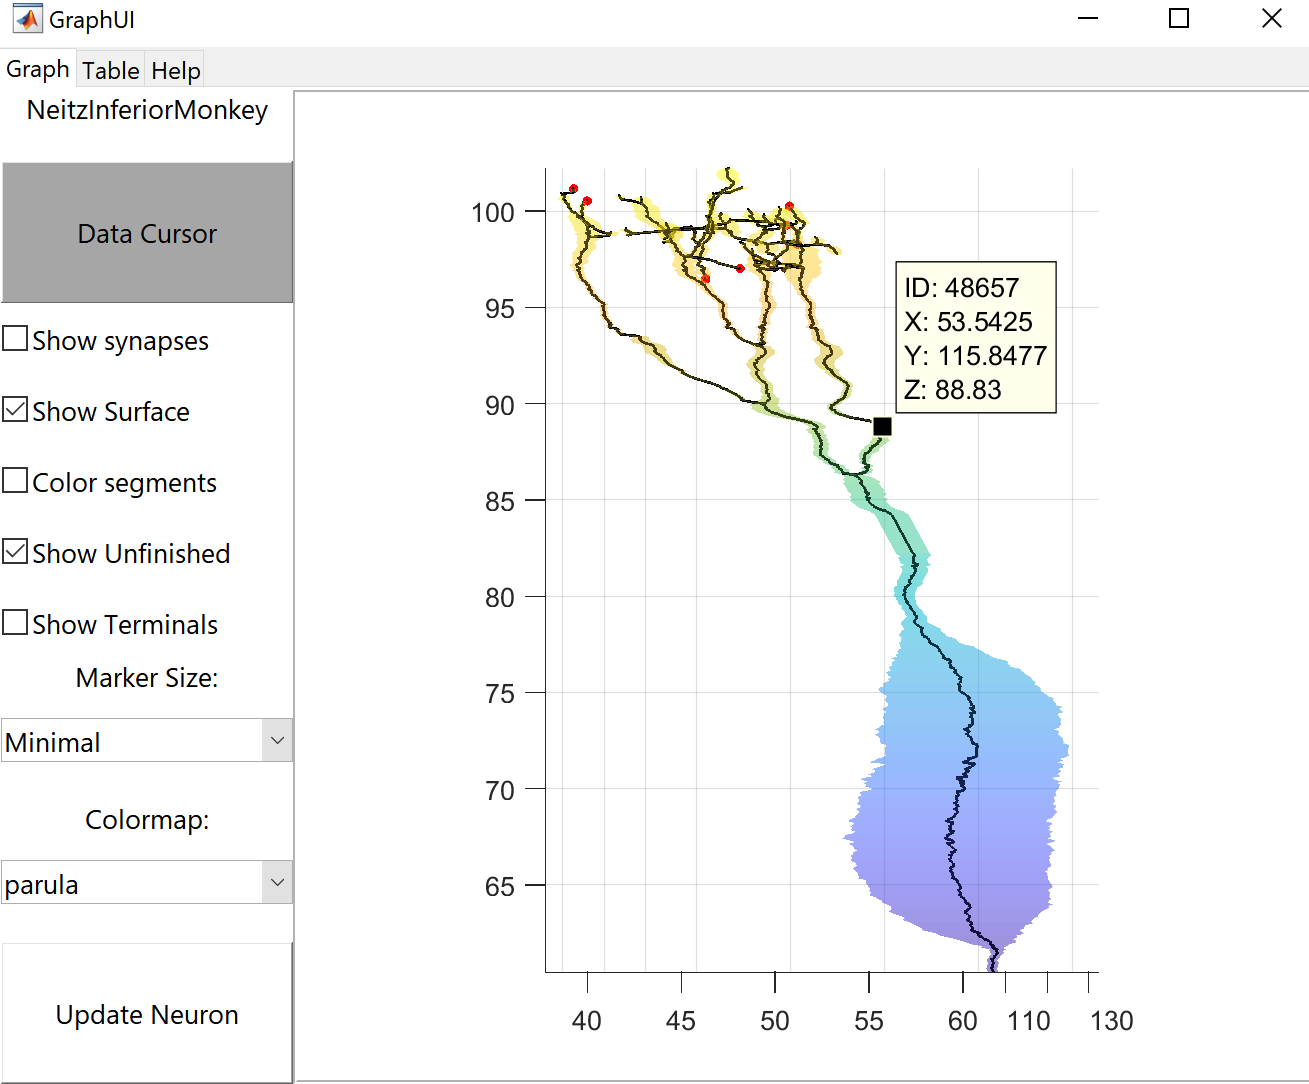 GraphUI
Graph Table Help
NeitzInferiorMonkey
Data Cursor
Show synapses
Show Surface
Color segments
Show Unfinished
Show Terminals
Marker Size:
Minimal
Colormap:
parula
Update Neuron
100
95
90
85
80
75
70
65
ID: 48657
X: 53.5425
Y: 115.8477
Z: 88.83
40 45 50 55 60 110 130